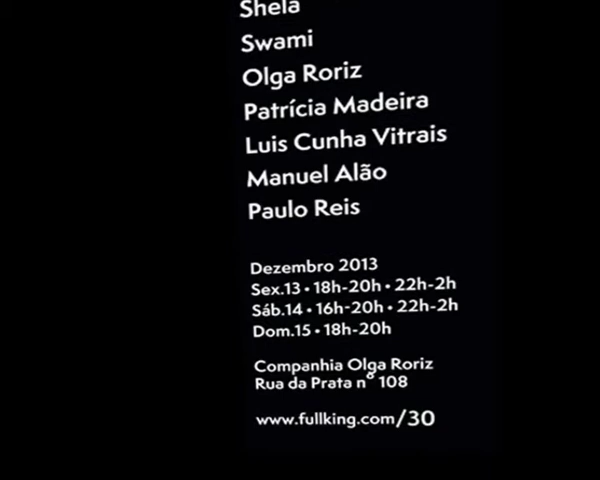 Shela
Swami
Olga Roriz
Patrícia Madeira
Luis Cunha Vitrais
Manuel Alão
Paulo Reis
Dezembro 2013
Sex.13 • 18h-20h • 22h-2h
Sáb.14 • 16h-20h • 22h-2h
Dom.15 • 18h-20h
Companhia Olga Roriz
Rua da Prata nº 108
www.fullking.com/30